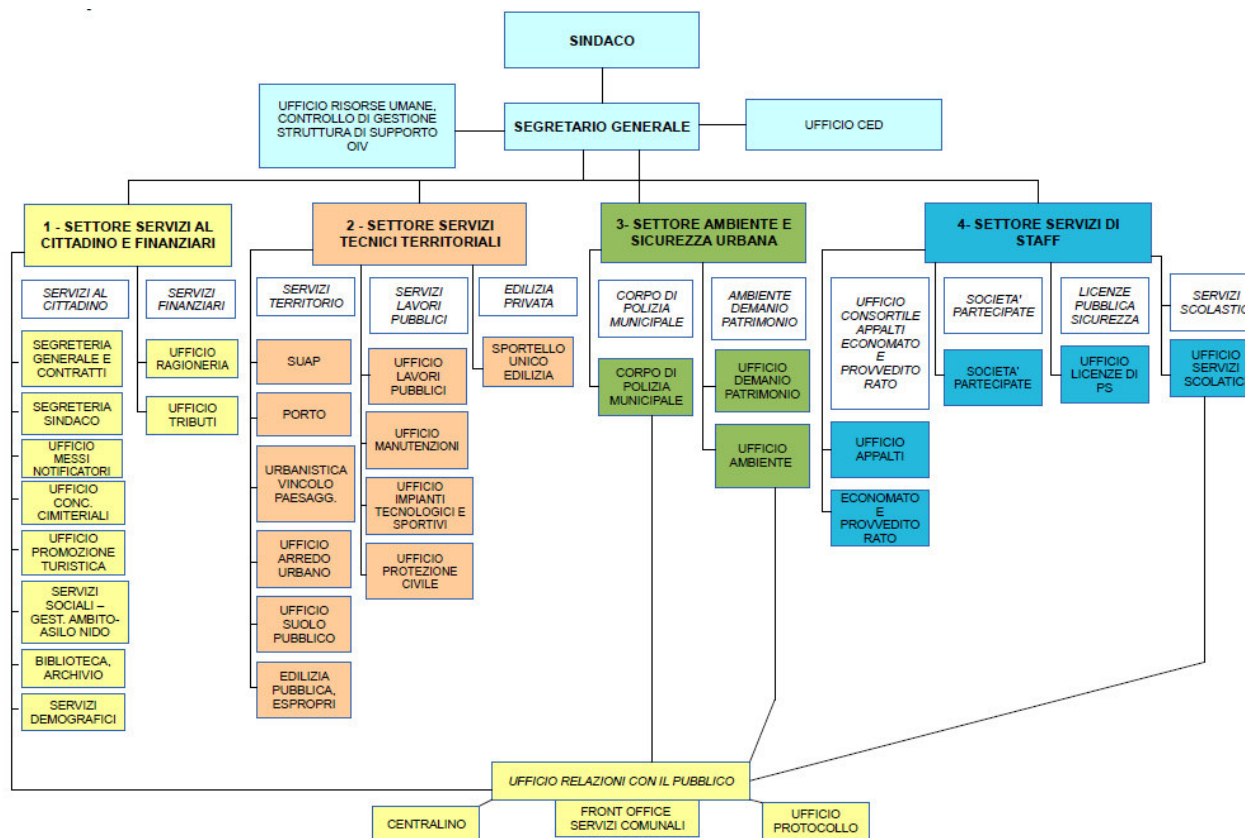 SINDACO
UFFICIO RISORSE UMANE,
CONTROLLO DI GESTIONE
STRUTTURA DI SUPPORTO
OIV
SEGRETARIO GENERALE
UFFICIO CED
1 - SETTORE SERVIZI AL
CITTADINO E FINANZIARI
2 - SETTORE SERVIZI
TECNICI TERRITORIALI
3- SETTORE AMBIENTE E
SICUREZZA URBANA
4- SETTORE SERVIZI DI
STAFF
SERVIZI AL
CITTADINO
SERVIZI
FINANZIARI
SERVIZI
TERRITORIO
SERVIZI
LAVORI
PUBBLICI
EDILIZIA
PRIVATA
CORPO DI
POLIZIA
MUNICIPALE
AMBIENTE
DEMANIO
PATRIMONIO
UFFICIO
CONSORTILE
APPALTI
ECONOMATO
E
PROVVEDITO
RATO
SOCIETA'
PARTECIPATE
LICENZE
PUBBLICA
SICUREZZA
SERVIZI
SCOLASTICI
SEGRETERIA
GENERALE E
CONTRATTI
SEGRETERIA
SINDACO
UFFICIO
MESSI
NOTIFICATORI
UFFICIO
CONC.
CIMITERIALI
UFFICIO
PROMOZIONE
TURISTICA
SERVIZI
SOCIALI –
GEST. AMBITO-
ASILO NIDO
BIBLIOTECA,
ARCHIVIO
SERVIZI
DEMOGRAFICI
UFFICIO
RAGIONERIA
UFFICIO
TRIBUTI
SUAP
PORTO
URBANISTICA
VINCOLO
PAESAGG.
UFFICIO
ARREDO
URBANO
UFFICIO
SUOLO
PUBBLICO
EDILIZIA
PUBBLICA,
ESPROPRI
UFFICIO
LAVORI
PUBBLICI
UFFICIO
MANUTENZIONI
UFFICIO
IMPIANTI
TECNOLOGICI E
SPORTIVI
UFFICIO
PROTEZIONE
CIVILE
SPORTELLO
UNICO
EDILIZIA
CORPO DI
POLIZIA
MUNICIPALE
UFFICIO
DEMANIO
PATRIMONIO
UFFICIO
AMBIENTE
UFFICIO
APPALTI
ECONOMATO
E
PROVVEDITO
RATO
SOCIETA'
PARTECIPATE
UFFICIO
LICENZE DI
PS
UFFICIO
SERVIZI
SCOLATICI
UFFICIO RELAZIONI CON IL PUBBLICO
CENTRALINO
FRONT OFFICE
SERVIZI COMUNALI
UFFICIO
PROTOCOLLO